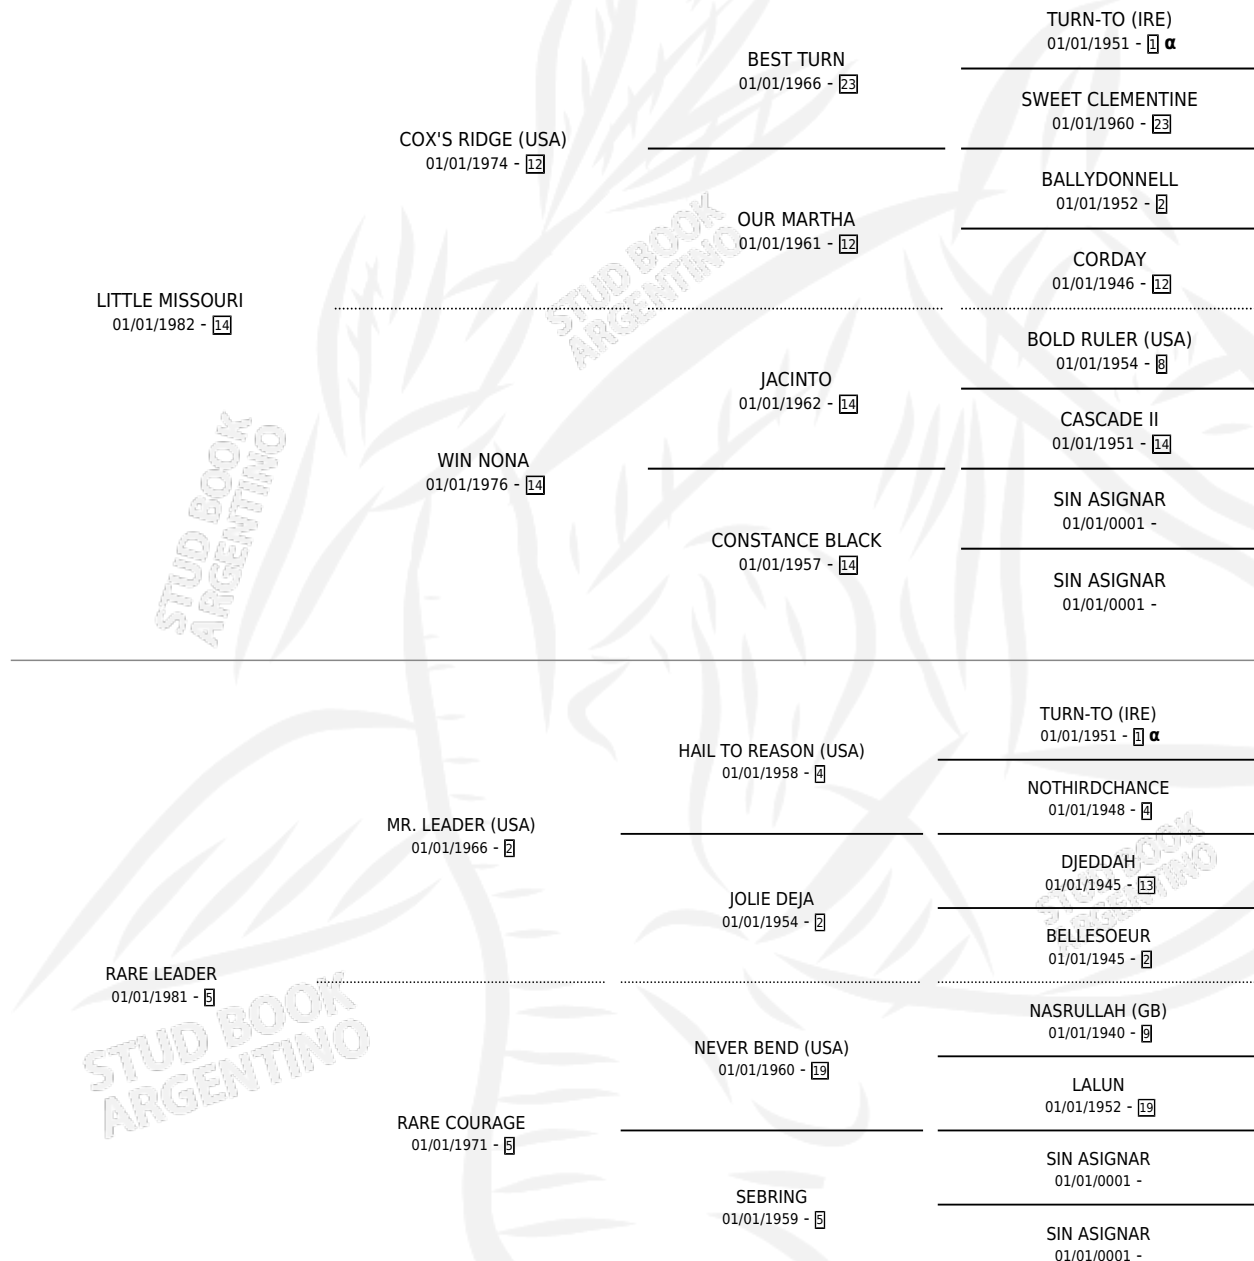 TURN-TO (IRE)
01/01/1951 - 1 α
BEST TURN
01/01/1966 - 23
SWEET CLEMENTINE
01/01/1960 - 23
COX'S RIDGE (USA)
01/01/1974 - 12
BALLYDONNELL
01/01/1952 - 2
OUR MARTHA
01/01/1961 - 12
CORDAY
01/01/1946 - 12
LITTLE MISSOURI
01/01/1982 - 14
BOLD RULER (USA)
01/01/1954 - 8
JACINTO
01/01/1962 - 14
CASCADE II
01/01/1951 - 14
WIN NONA
01/01/1976 - 14
SIN ASIGNAR
01/01/0001 -
CONSTANCE BLACK
01/01/1957 - 14
SIN ASIGNAR
01/01/0001 -
TURN-TO (IRE)
01/01/1951 - 1 α
HAIL TO REASON (USA)
01/01/1958 - 4
NOTHIRDCHANCE
01/01/1948 - 4
MR. LEADER (USA)
01/01/1966 - 2
DJEDDAH
01/01/1945 - 13
JOLIE DEJA
01/01/1954 - 2
BELLESOEUR
01/01/1945 - 2
RARE LEADER
01/01/1981 - 5
NASRULLAH (GB)
01/01/1940 - 9
NEVER BEND (USA)
01/01/1960 - 19
LALUN
01/01/1952 - 19
RARE COURAGE
01/01/1971 - 5
SIN ASIGNAR
01/01/0001 -
SEBRING
01/01/1959 - 5
SIN ASIGNAR
01/01/0001 -
STUD BOOK
ARGENTINO
STUD BOOK
ARGENTINO
STUD BOOK
ARGENTINO
STUD BOOK
ARGENTINO